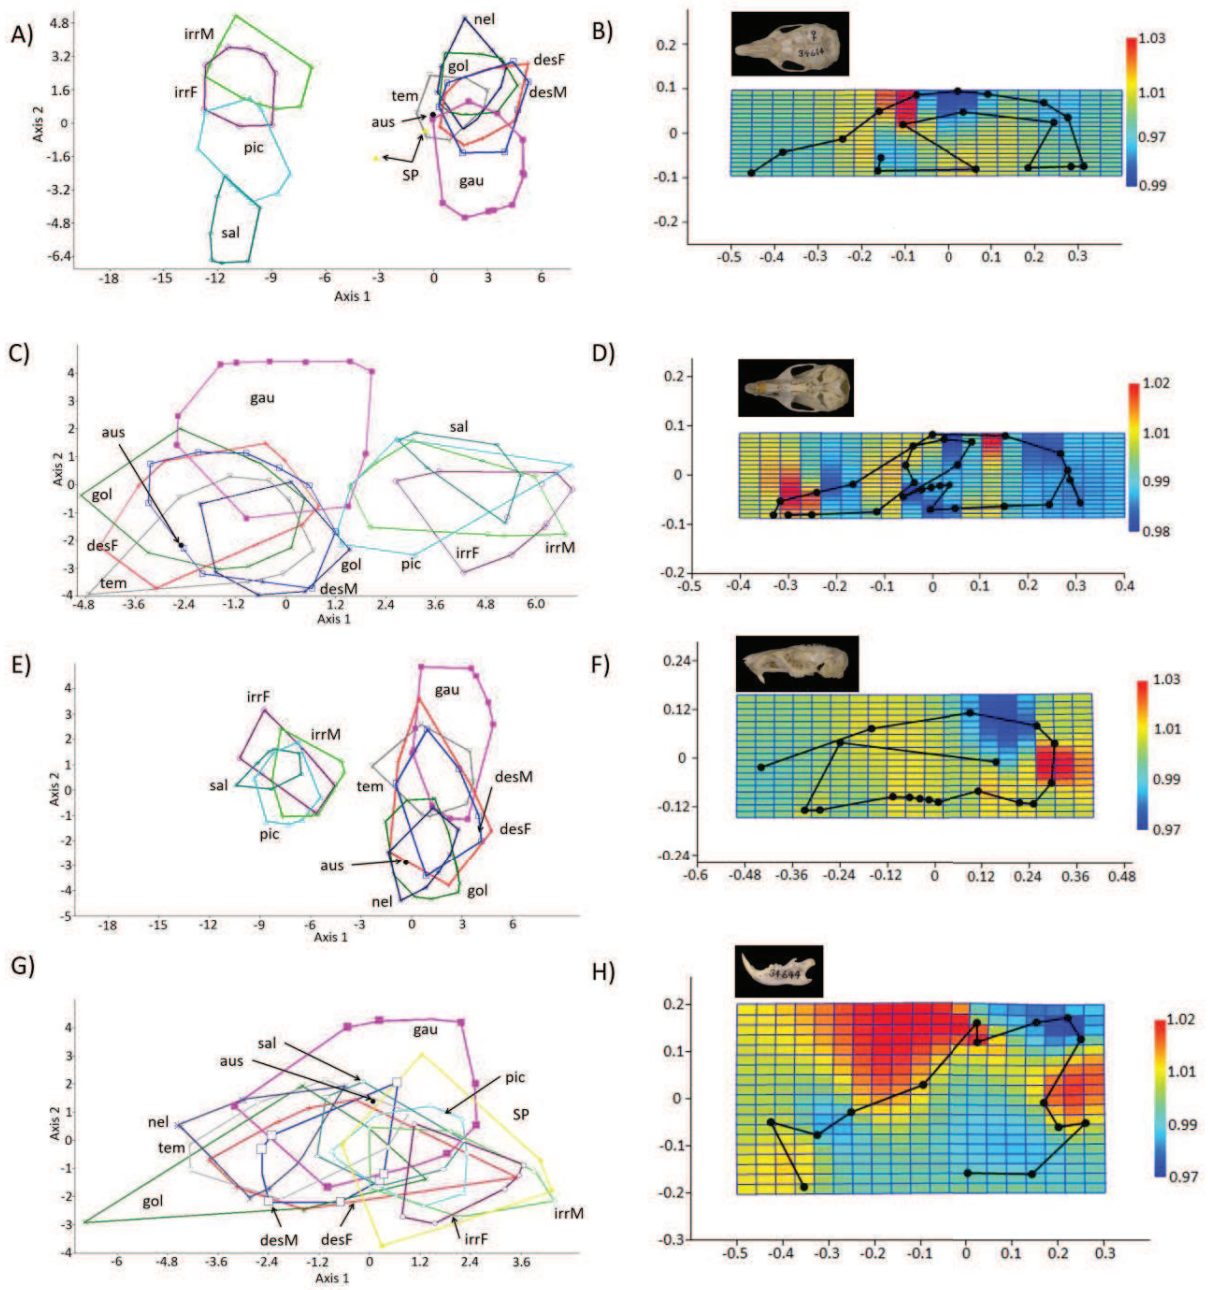 A)
4.8
3.2
1.6
0
-1.6
-3.2
-4.8
-6.4
Axis 2
irrM
irrF
pic
sal
nel
gol
desF
tem
desM
aus
SP
gau
-18 -15 -12 -9 -6 -3 0 3 6
Axis 1
B)
♀
34614
0.2
0.1
0
-0.1
-0.2
-0.5 -0.4 -0.3 -0.2 -0.1 0 0.1 0.2 0.3
1.03
1.01
0.97
0.99
C)
4
3
2
1
0
-1
-2
-3
-4
Axis 2
gau
sal
aus
gol
desF
tem
desM
gol
pic
irrF
irrM
-4.8 -3.6 -2.4 -1.2 0 1.2 2.4 3.6 4.8 6.0
Axis 1
D)
0.2
0.1
0
-0.1
-0.2
-0.4 -0.3 -0.2 -0.1 0 0.1 0.2 0.3 0.4
1.02
1.01
0.99
0.98
E)
4
3
2
1
0
-1
-2
-3
-4
-5
Axis 2
irrF
irrM
sal
pic
gau
tem
desM
desF
aus
nel
gol
-18 -15 -12 -9 -6 -3 0 3 6
Axis 1
F)
0.24
0.12
0
-0.12
-0.24
-0.6 -0.48 -0.36 -0.24 -0.12 0 0.12 0.24 0.36 0.48
1.03
1.01
0.99
0.97
G)
4
3
2
1
0
-1
-2
-3
-4
Axis 2
gau
sal
aus
pic
SP
nel
tem
gol
desM
desF
irrF
irrM
-6 -4.8 -3.6 -2.4 -1.2 0 1.2 2.4 3.6
Axis 1
H)
34644
0.2
0.1
0
-0.1
-0.2
-0.3
-0.5 -0.4 -0.3 -0.2 -0.1 0 0.1 0.2 0.3
1.02
1.01
0.99
0.97